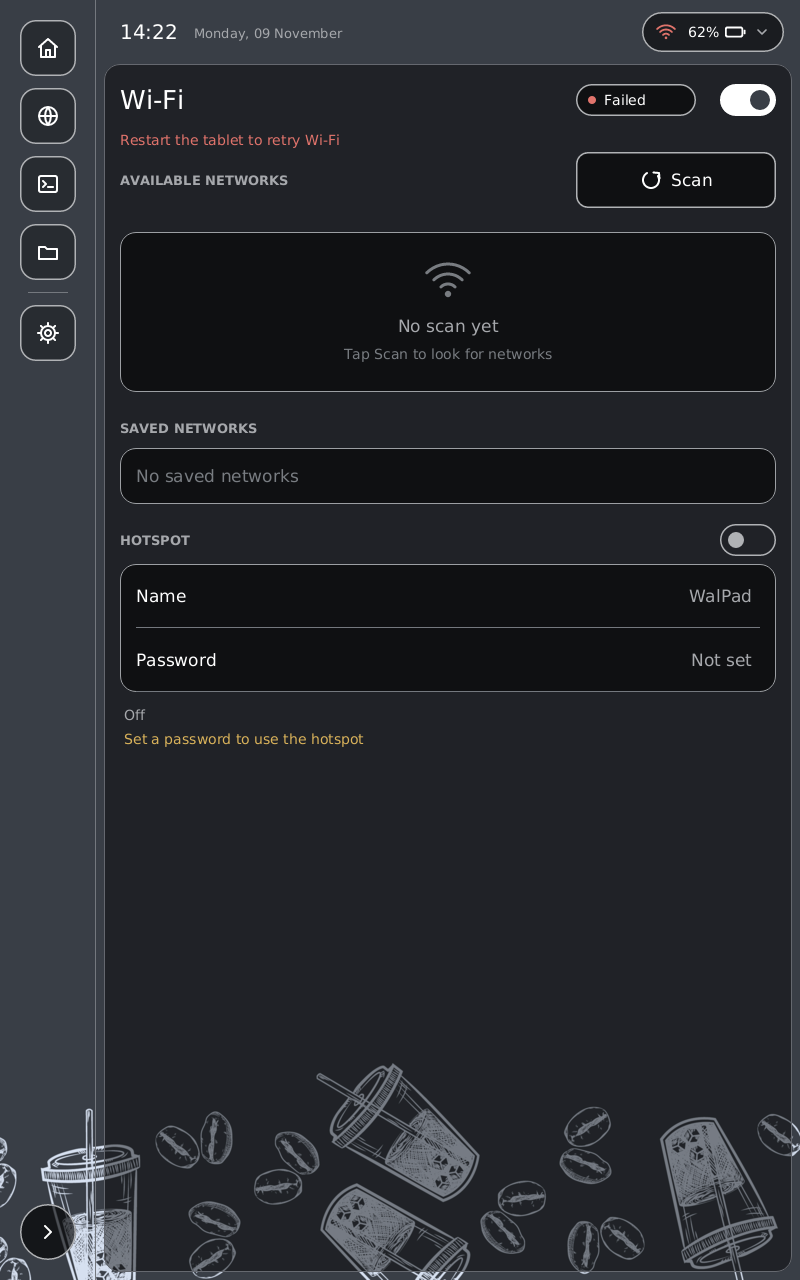 14:22 Monday, 09 November 62%
Wi-Fi Failed
Restart the tablet to retry Wi-Fi
AVAILABLE NETWORKS Scan
No scan yet
Tap Scan to look for networks
SAVED NETWORKS
No saved networks
HOTSPOT
Name WalPad
Password Not set
Off
Set a password to use the hotspot